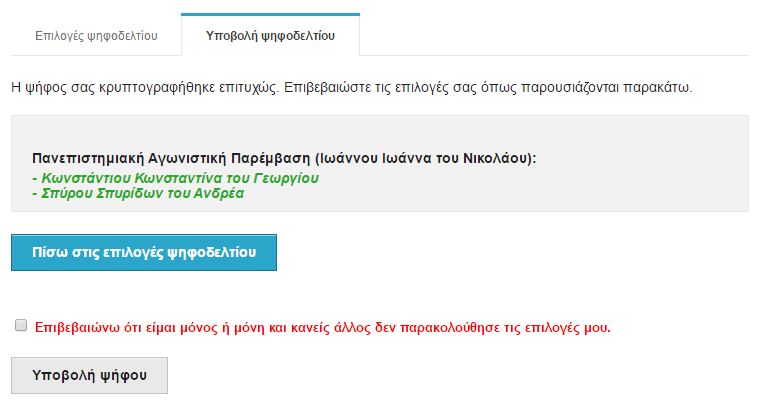 Επιλογές ψηφοδελτίου
Υποβολή ψηφοδελτίου
Η ψήφος σας κρυπτογραφήθηκε επιτυχώς. Επιβεβαιώστε τις επιλογές σας όπως παρουσιάζονται παρακάτω.
Πανεπιστημιακή Αγωνιστική Παρέμβαση (Ιωάννου Ιωάννα του Νικολάου):
- Κωνστάντιου Κωνσταντίνα του Γεωργίου
- Σπύρου Σπυρίδων του Ανδρέα
Πίσω στις επιλογές ψηφοδελτίου
Επιβεβαιώνω ότι είμαι μόνος ή μόνη και κανείς άλλος δεν παρακολούθησε τις επιλογές μου.
Υποβολή ψήφου